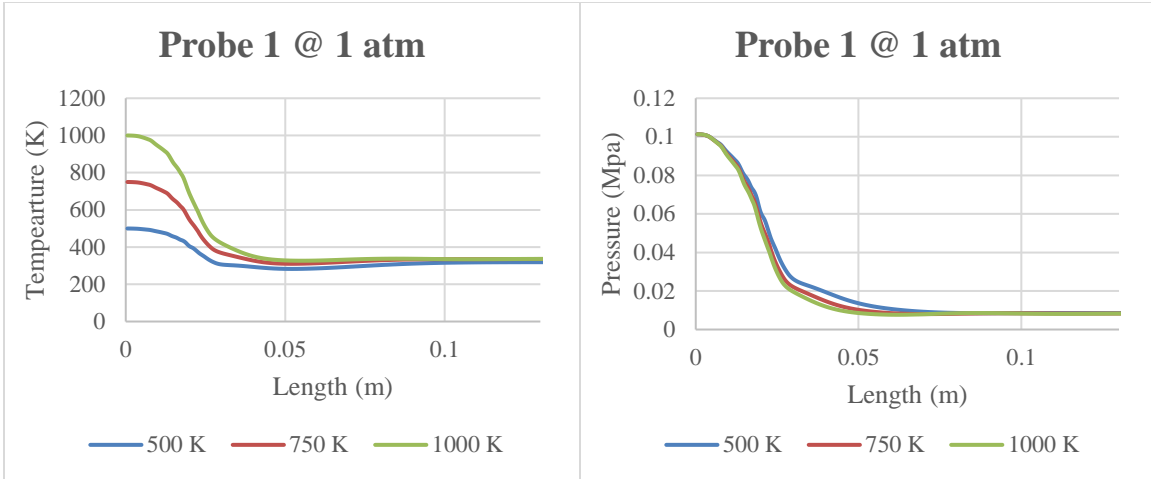 Probe 1 @ 1 atm
Tempearture (K)
1200
1000
800
600
400
200
0
0
0.05
0.1
Length (m)
500 K
750 K
1000 K
Probe 1 @ 1 atm
Pressure (Mpa)
0.12
0.1
0.08
0.06
0.04
0.02
0
0
0.05
0.1
Length (m)
500 K
750 K
1000 K